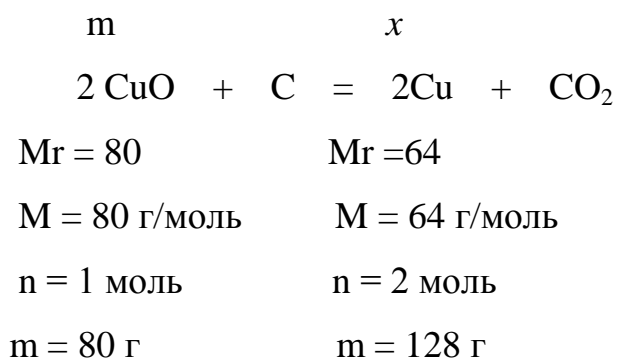 m x
2 CuO + C = 2Cu + CO₂
Mr = 80 Mr =64
M = 80 г/моль M = 64 г/моль
n = 1 моль n = 2 моль
m = 80 г m = 128 г